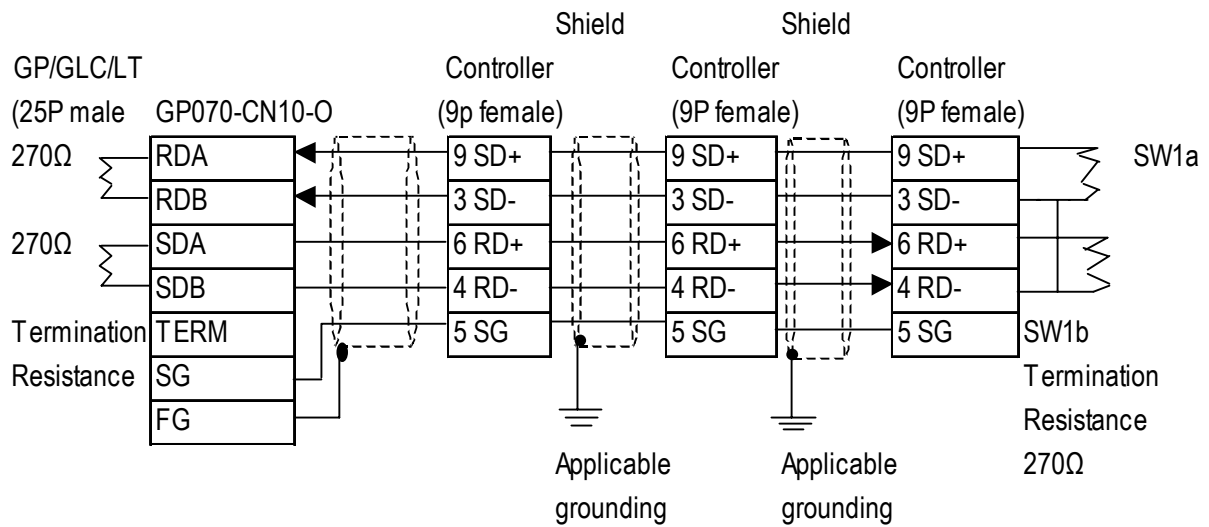 Shield Shield
GP/GLC/LT Controller Controller Controller
(25P male GP070-CN10-O (9p female) (9P female) (9P female)
270Ω RDA 9 SD+ 9 SD+ 9 SD+ SW1a
RDB 3 SD- 3 SD- 3 SD-
270Ω SDA 6 RD+ 6 RD+ 6 RD+
SDB 4 RD- 4 RD- 4 RD-
Termination TERM 5 SG 5 SG 5 SG SW1b
Resistance SG Termination
FG Resistance
Applicable Applicable 270Ω
grounding grounding